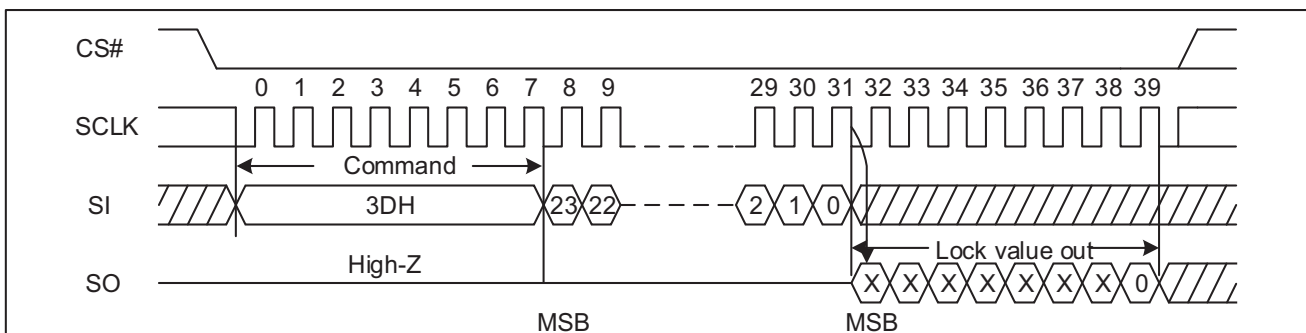 CS#
0 1 2 3 4 5 6 7 8 9 29 30 31 32 33 34 35 36 37 38 39
SCLK
Command
SI 3DH 23 22 2 1 0
Lock value out
High-Z
SO X X X X X X X 0
MSB MSB